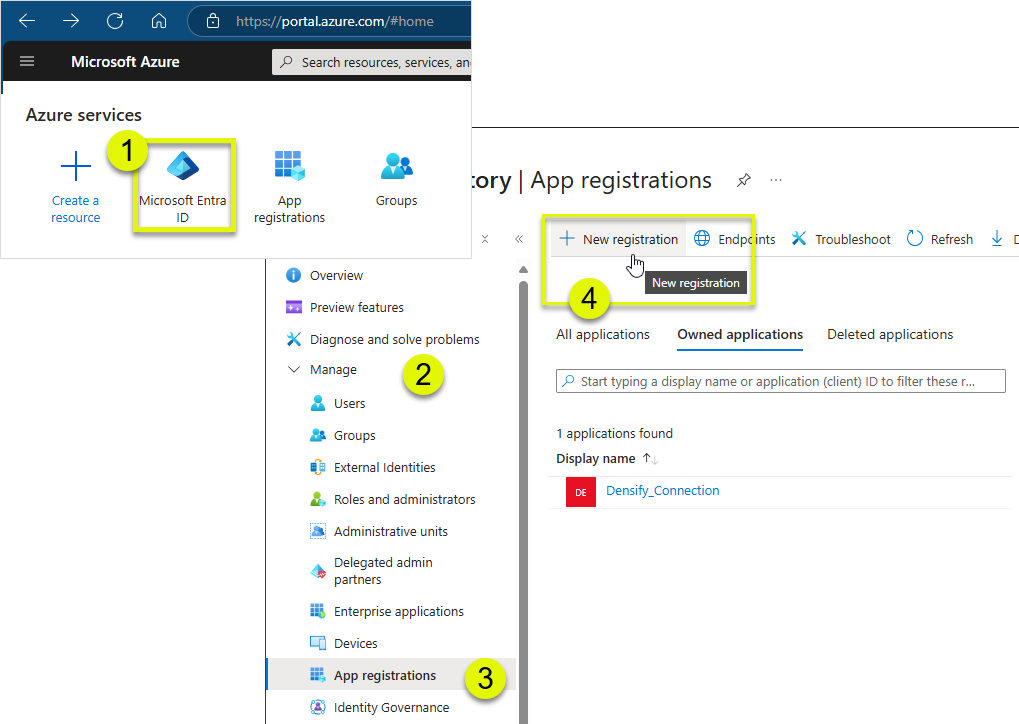 https://portal.azure.com/#home
Microsoft Azure
Search resources, services, an
Azure services
1
Create a
resource
Microsoft Entra
ID
App
registrations
Groups
tory | App registrations
...
New registration
Endpoints
Troubleshoot
Refresh
D
New registration
4
Overview
Preview features
Diagnose and solve problems
Manage
2
Users
Groups
External Identities
Roles and administrators
Administrative units
Delegated admin
partners
Enterprise applications
Devices
App registrations
3
Identity Governance
All applications
Owned applications
Deleted applications
Start typing a display name or application (client) ID to filter these r...
1 applications found
Display name
DE
Densify_Connection